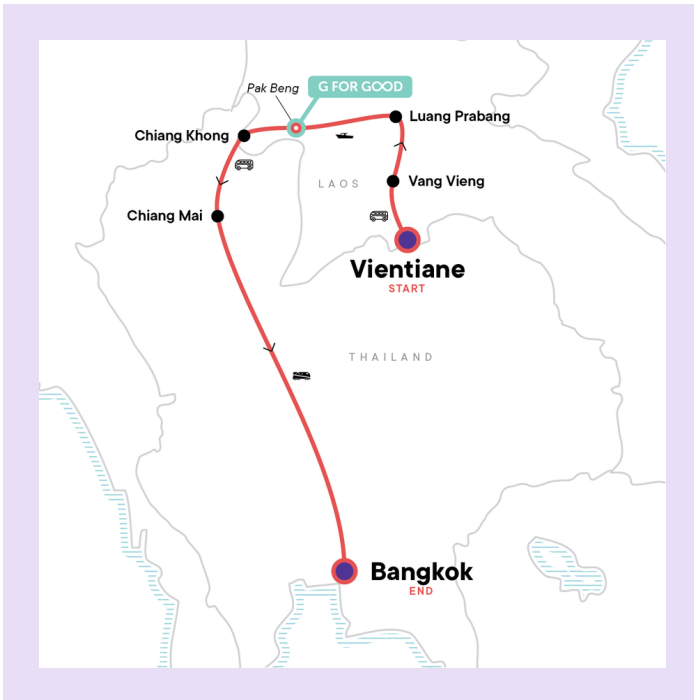 Pak Beng
G FOR GOOD
Luang Prabang
Chiang Khong
LAOS
Vang Vieng
Chiang Mai
Vientiane
START
THAILAND
Bangkok
END